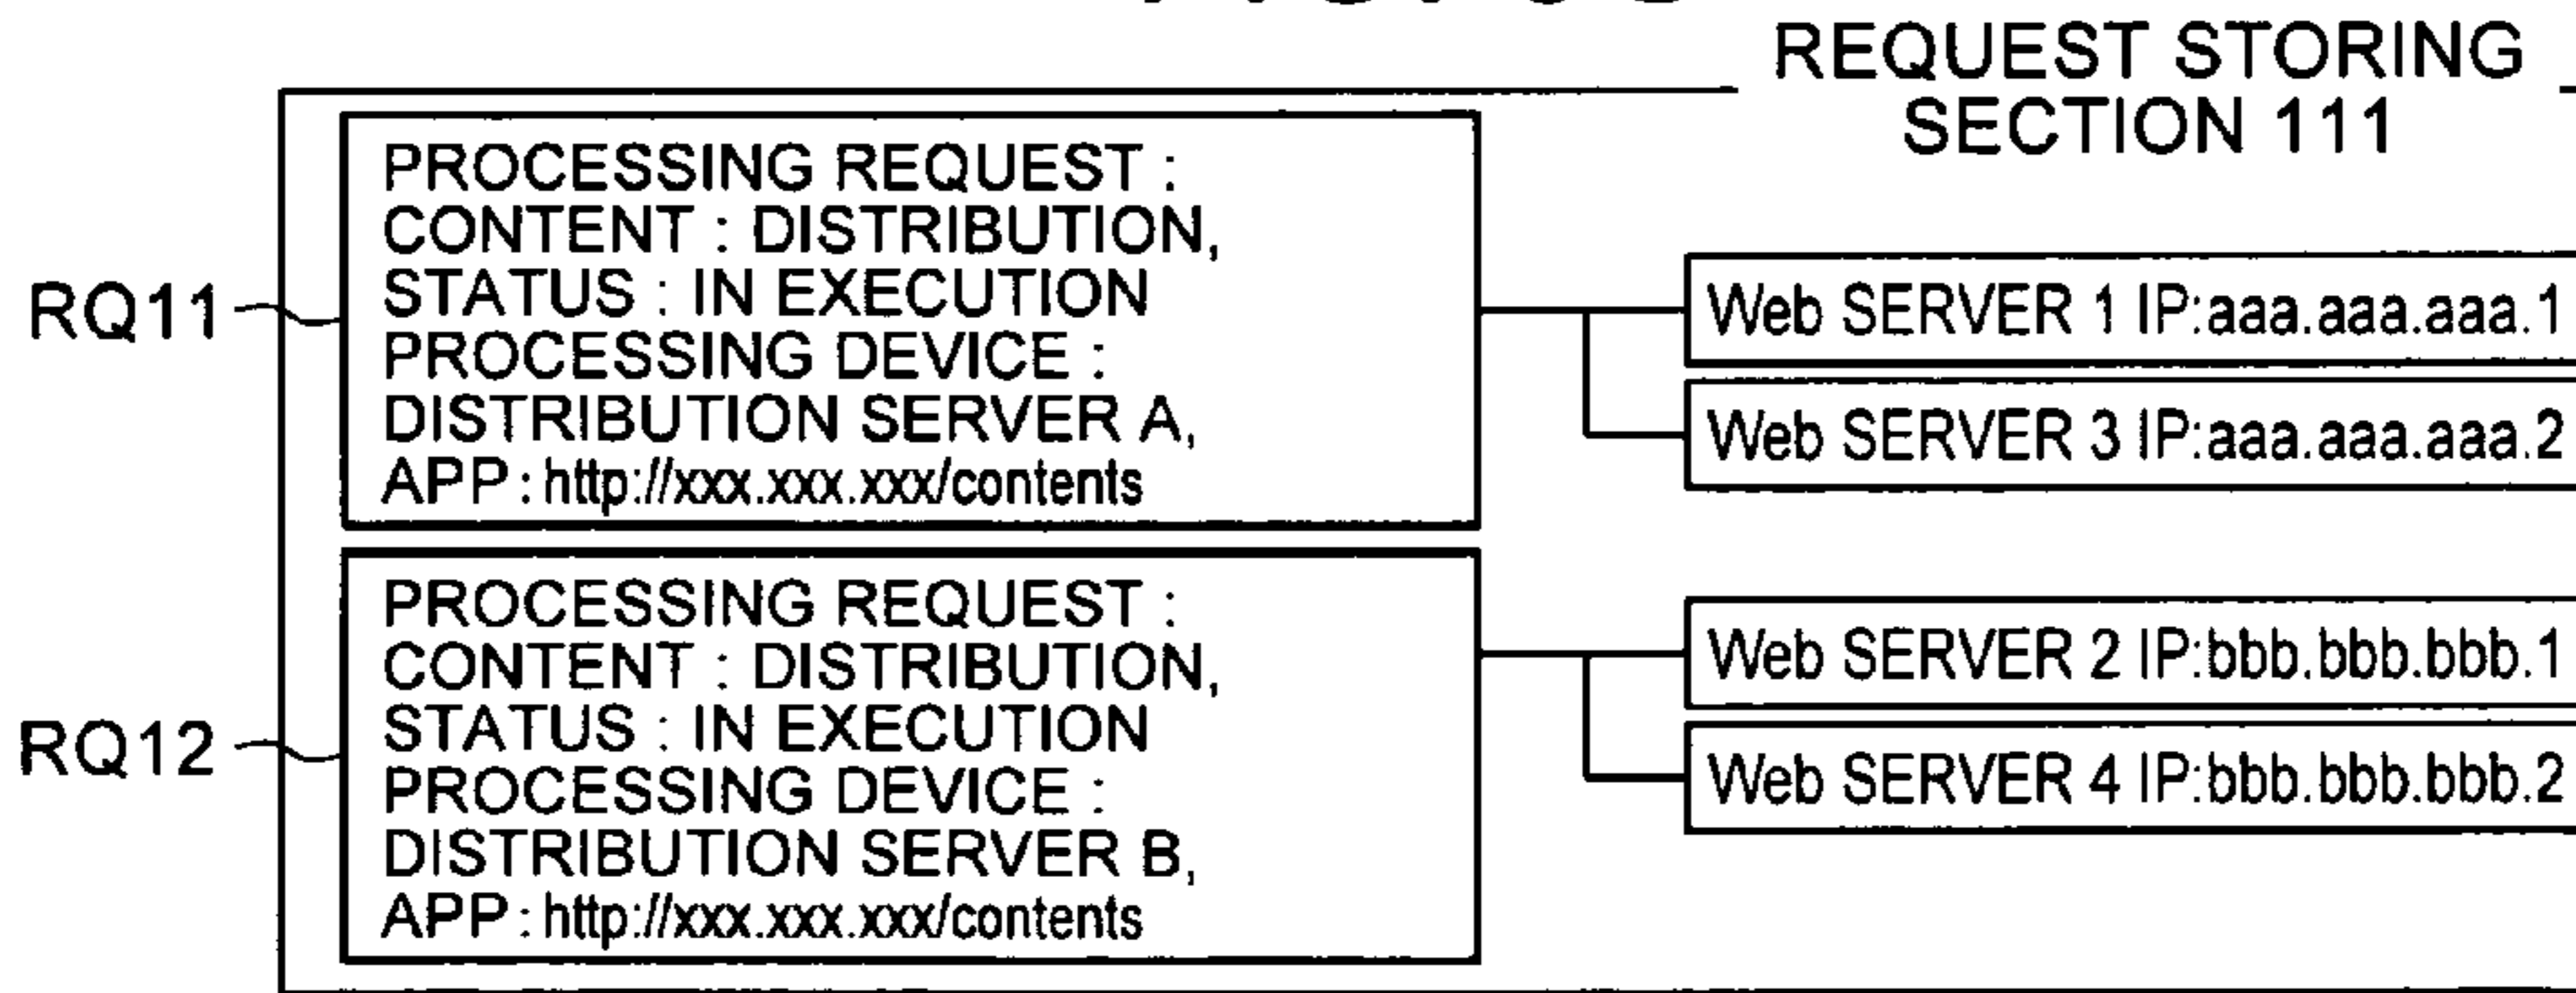 REQUEST STORING
SECTION 111
RQ11
PROCESSING REQUEST :
CONTENT : DISTRIBUTION,
STATUS : IN EXECUTION
PROCESSING DEVICE :
DISTRIBUTION SERVER A,
APP : http://xxx.xxx.xxx/contents
Web SERVER 1 IP:aaa.aaa.aaa.1
Web SERVER 3 IP:aaa.aaa.aaa.2
RQ12
PROCESSING REQUEST :
CONTENT : DISTRIBUTION,
STATUS : IN EXECUTION
PROCESSING DEVICE :
DISTRIBUTION SERVER B,
APP : http://xxx.xxx.xxx/contents
Web SERVER 2 IP:bbb.bbb.bbb.1
Web SERVER 4 IP:bbb.bbb.bbb.2